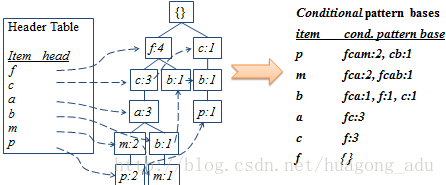 Header Table
Item head
f
c
a
b
m
p
{}
f:4
c:1
c:3
b:1
b:1
a:3
p:1
m:2
b:1
p:2
m:1
Conditional pattern bases
item cond. pattern base
p fcam:2, cb:1
m fca:2, fcab:1
b fca:1, f:1, c:1
a fc:3
c f:3
f {}
http://blog.csdn.net/huagong_adu